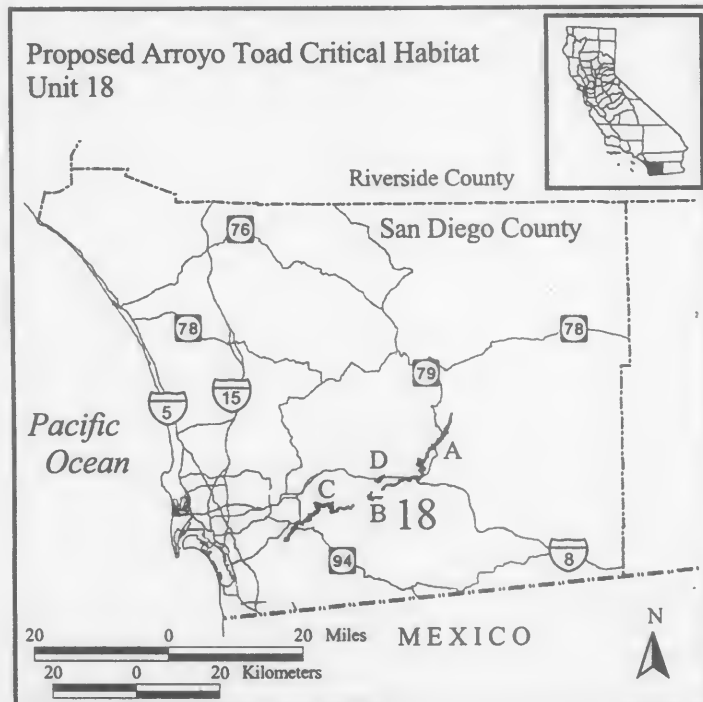 Proposed Arroyo Toad Critical Habitat
Unit 18
Riverside County
San Diego County
76
78
78
79
5
15
Pacific
Ocean
A
D
C
B
18
94
8
20 0 20 Miles
20 0 20 Kilometers
MEXICO
N